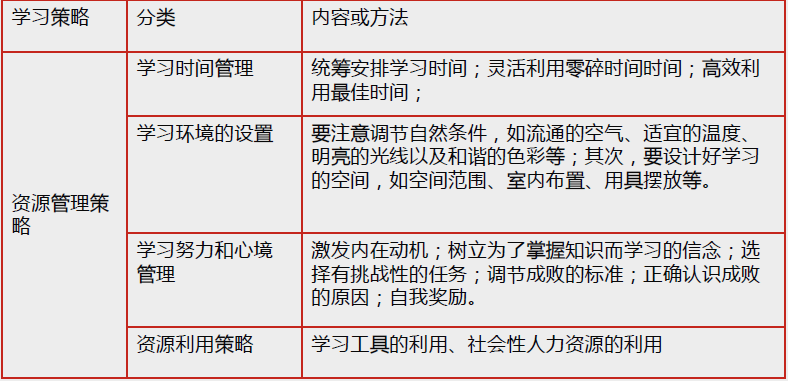 学习策略
分类
内容或方法
资源管理策
略
学习时间管理
统筹安排学习时间；灵活利用零碎时间时间；高效利
用最佳时间；
学习环境的设置
要注意调节自然条件，如流通的空气、适宜的温度、
明亮的光线以及和谐的色彩等；其次，要设计好学习
的空间，如空间范围、室内布置、用具摆放等。
学习努力和心境
管理
激发内在动机；树立为了掌握知识而学习的信念；选
择有挑战性的任务；调节成败的标准；正确认识成败
的原因；自我奖励。
资源利用策略
学习工具的利用、社会性人力资源的利用